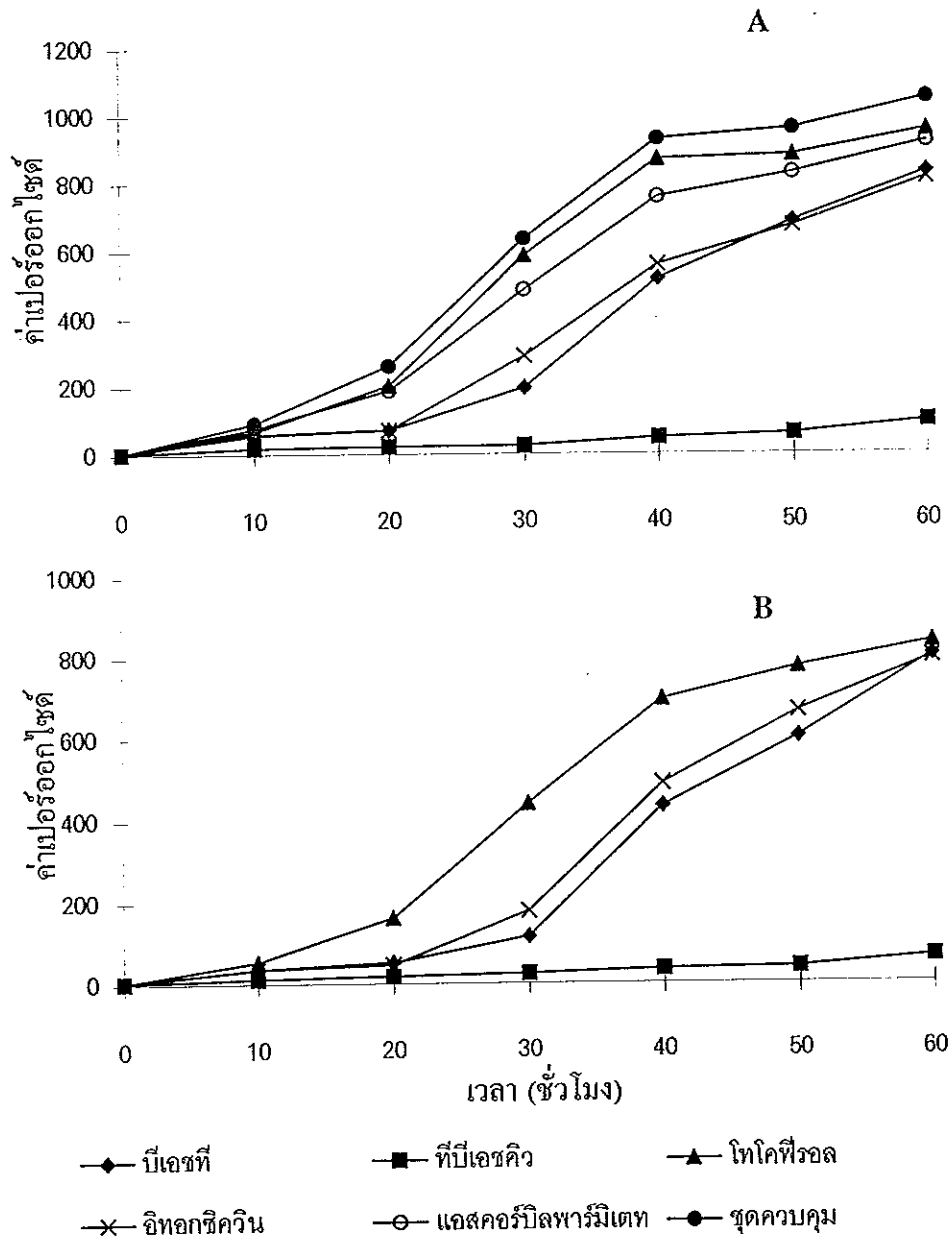 A
1200
1000
800
600
400
200
0
ค่าเปอร์ออกไซด์
0 10 20 30 40 50 60
B
1000
800
600
400
200
0
ค่าเปอร์ออกไซด์
0 10 20 30 40 50 60
เวลา (ชั่วโมง)
บีเอชที ทีบีเอชคิว โทโคฟีรอล
อิทอกซิควิน แอสคอร์บิลพาร์มิเตท ชุดควบคุม